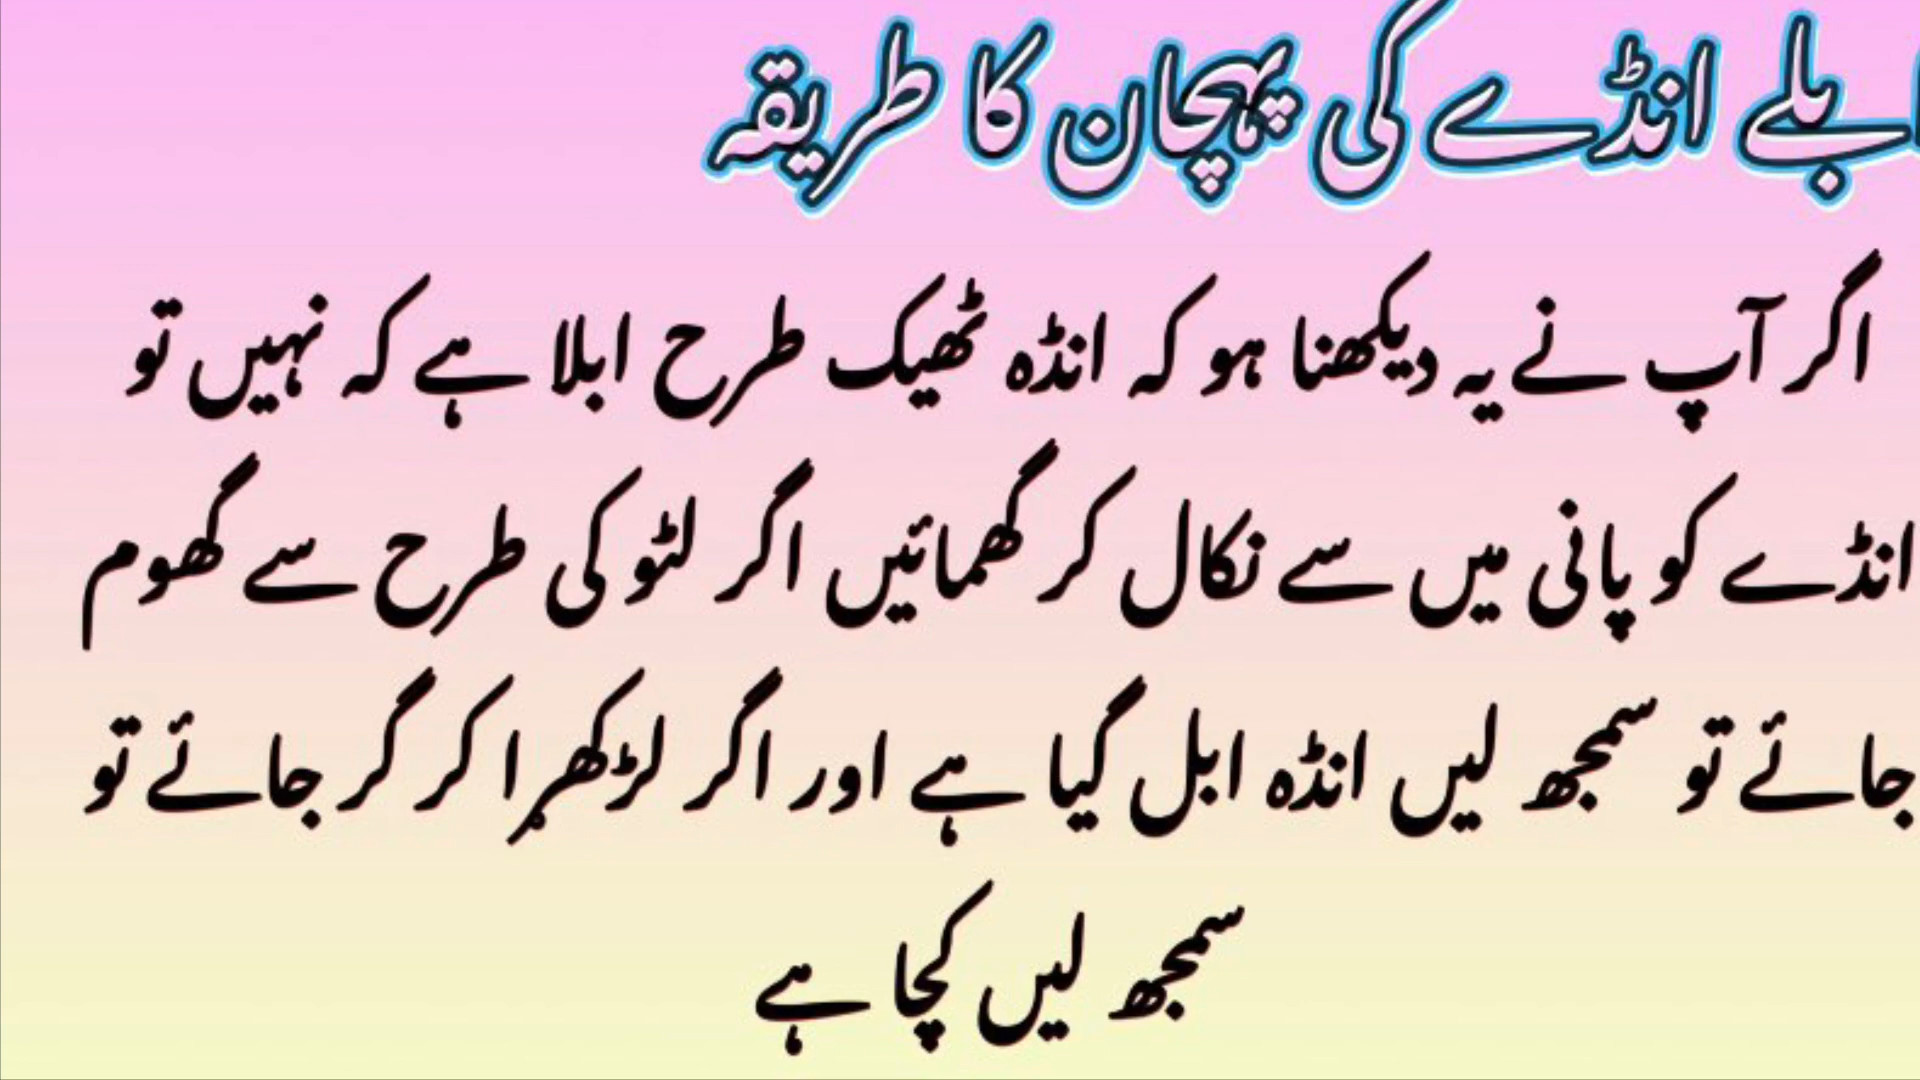 ابلے انڈے کی پہچان کا طریقہ
اگر آپ نے یہ دیکھنا ہو کہ انڈہ ٹھیک طرح ابلا ہے کہ نہیں تو
انڈے کو پانی میں سے نکال کر گھمائیں اگر لٹو کی طرح سے گھوم
جائے تو سمجھ لیں انڈہ ابل گیا ہے اور اگر لڑکھڑا کر گر جائے تو
سمجھ لیں کچا ہے